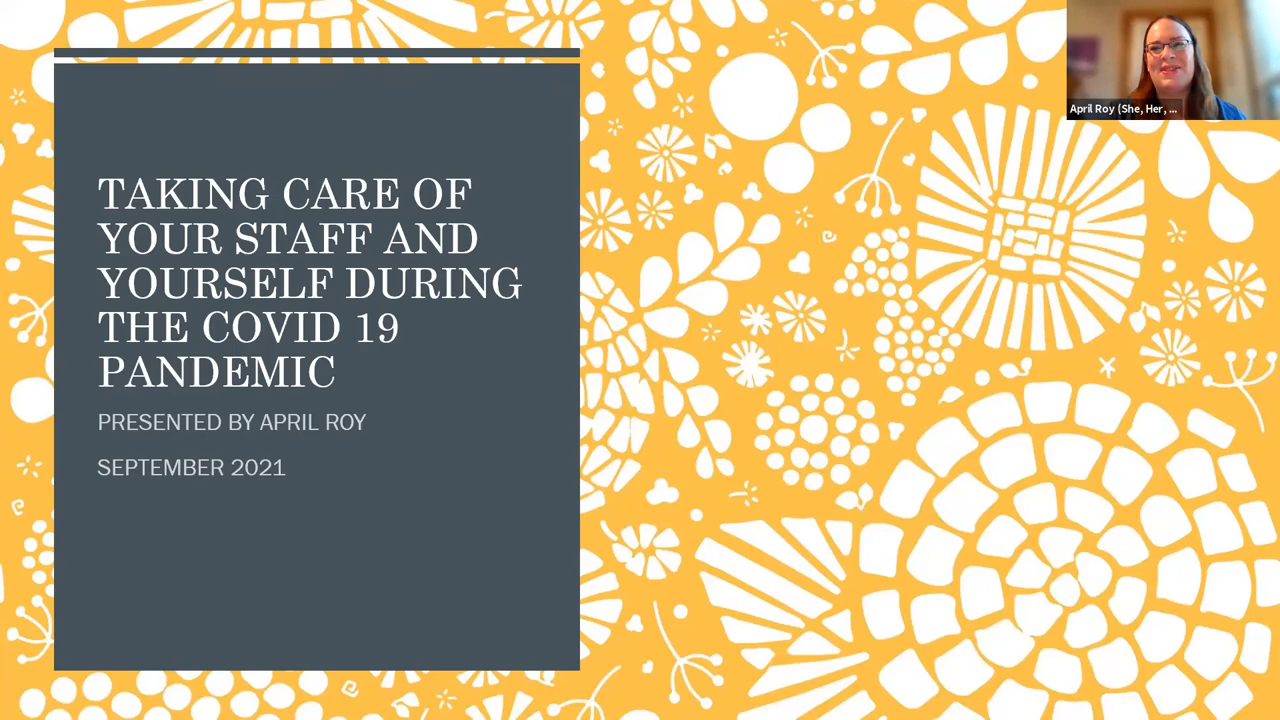 TAKING CARE OF
YOUR STAFF AND
YOURSELF DURING
THE COVID 19
PANDEMIC
PRESENTED BY APRIL ROY
SEPTEMBER 2021
April Roy (She, Her, ...